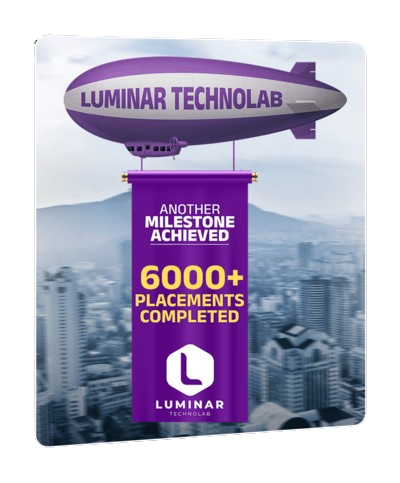 LUMINAR TECHNOLAB
ANOTHER
MILESTONE
ACHIEVED
6000+
PLACEMENTS
COMPLETED
L
LUMINAR
TECHNOLAB